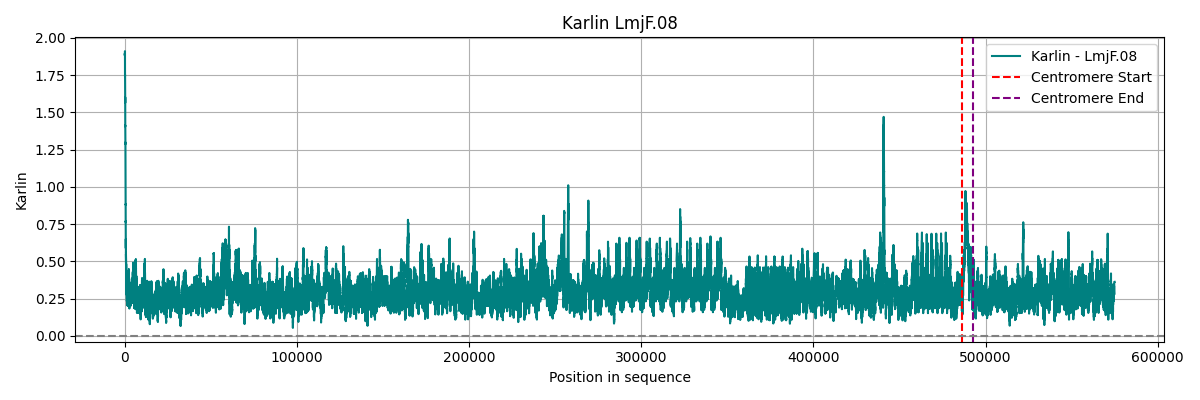 Karlin LmjF.08
Karlin
2.00
1.75
1.50
1.25
1.00
0.75
0.50
0.25
0.00
Karlin - LmjF.08
Centromere Start
Centromere End
0
100000
200000
300000
400000
500000
600000
Position in sequence